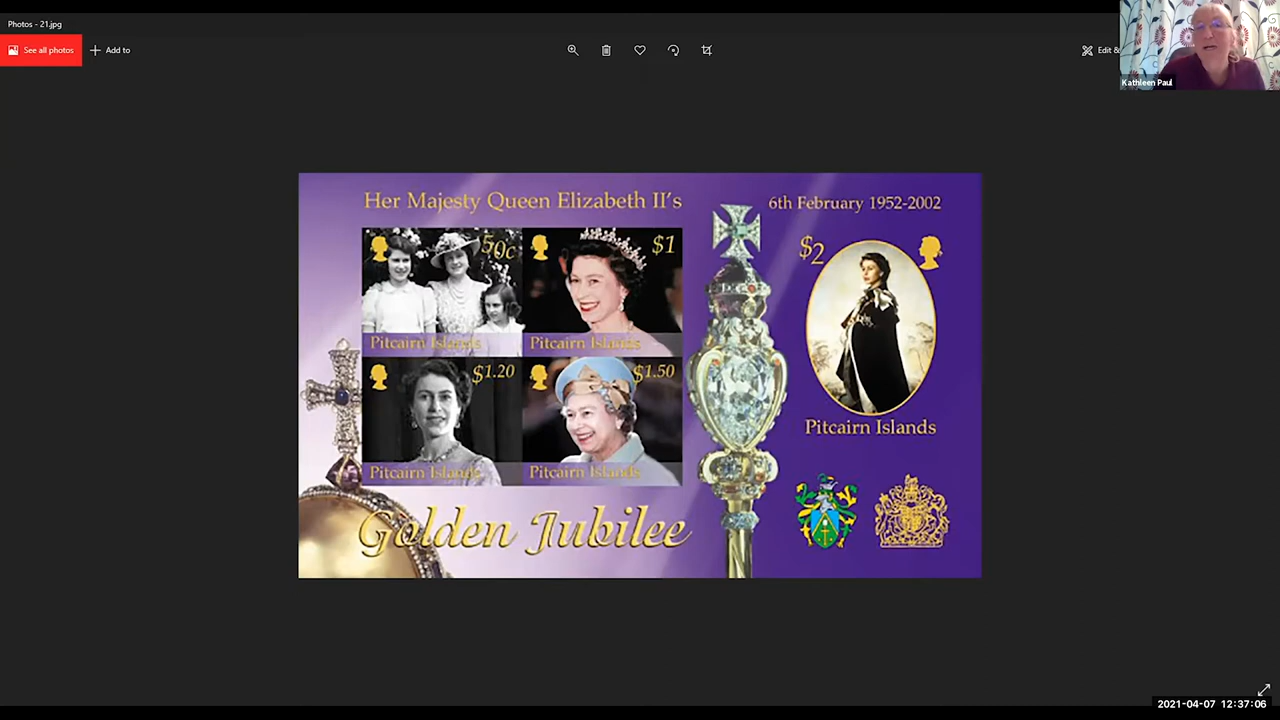 Photos - 21.jpg
See all photos
Add to
Edit &
Kathleen Paul
Her Majesty Queen Elizabeth II's
6th February 1952-2002
50c
$1
$2
Pitcairn Islands
Pitcairn Islands
$1.20
$1.50
Pitcairn Islands
Pitcairn Islands
Pitcairn Islands
Golden Jubilee
2021-04-07 12:37:06